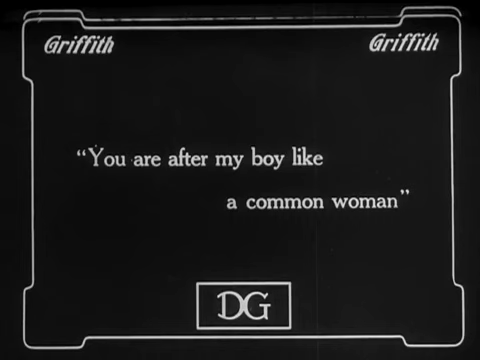 Griffith Griffith
“You are after my boy like
a common woman”
DG